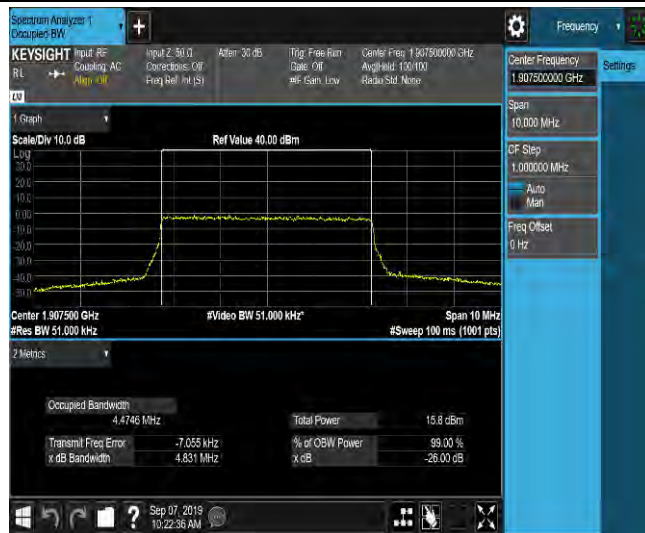 Spectrum Analyzer 1
Occupied BW
+
Frequency
KEYSIGHT
RL
Input: RF
Coupling: AC
Align: Off
Input Z: 50 Ω
Corrections: Off
Freq Ref: Int (S)
Atten: 30 dB
Trig: Free Run
Gate: Off
#IF Gain: Low
Center Freq: 1.907500000 GHz
Avg|Hold: 100/100
Radio Std: None
Center Frequency
1.907500000 GHz
Settings
Span
10.000 MHz
CF Step
1.000000 MHz
Auto
Man
Freq Offset
0 Hz
1 Graph
Scale/Div 10.0 dB
Ref Value 40.00 dBm
Log
30.0
20.0
10.0
0.00
-10.0
-20.0
-30.0
-40.0
-50.0
Center 1.907500 GHz
#Video BW 51.000 kHz*
Span 10 MHz
#Res BW 51.000 kHz
#Sweep 100 ms (1001 pts)
2 Metrics
Occupied Bandwidth
4.4746 MHz
Total Power
15.8 dBm
Transmit Freq Error
-7.055 kHz
% of OBW Power
99.00 %
x dB Bandwidth
4.831 MHz
x dB
-26.00 dB
?
Sep 07, 2019
10:22:36 AM